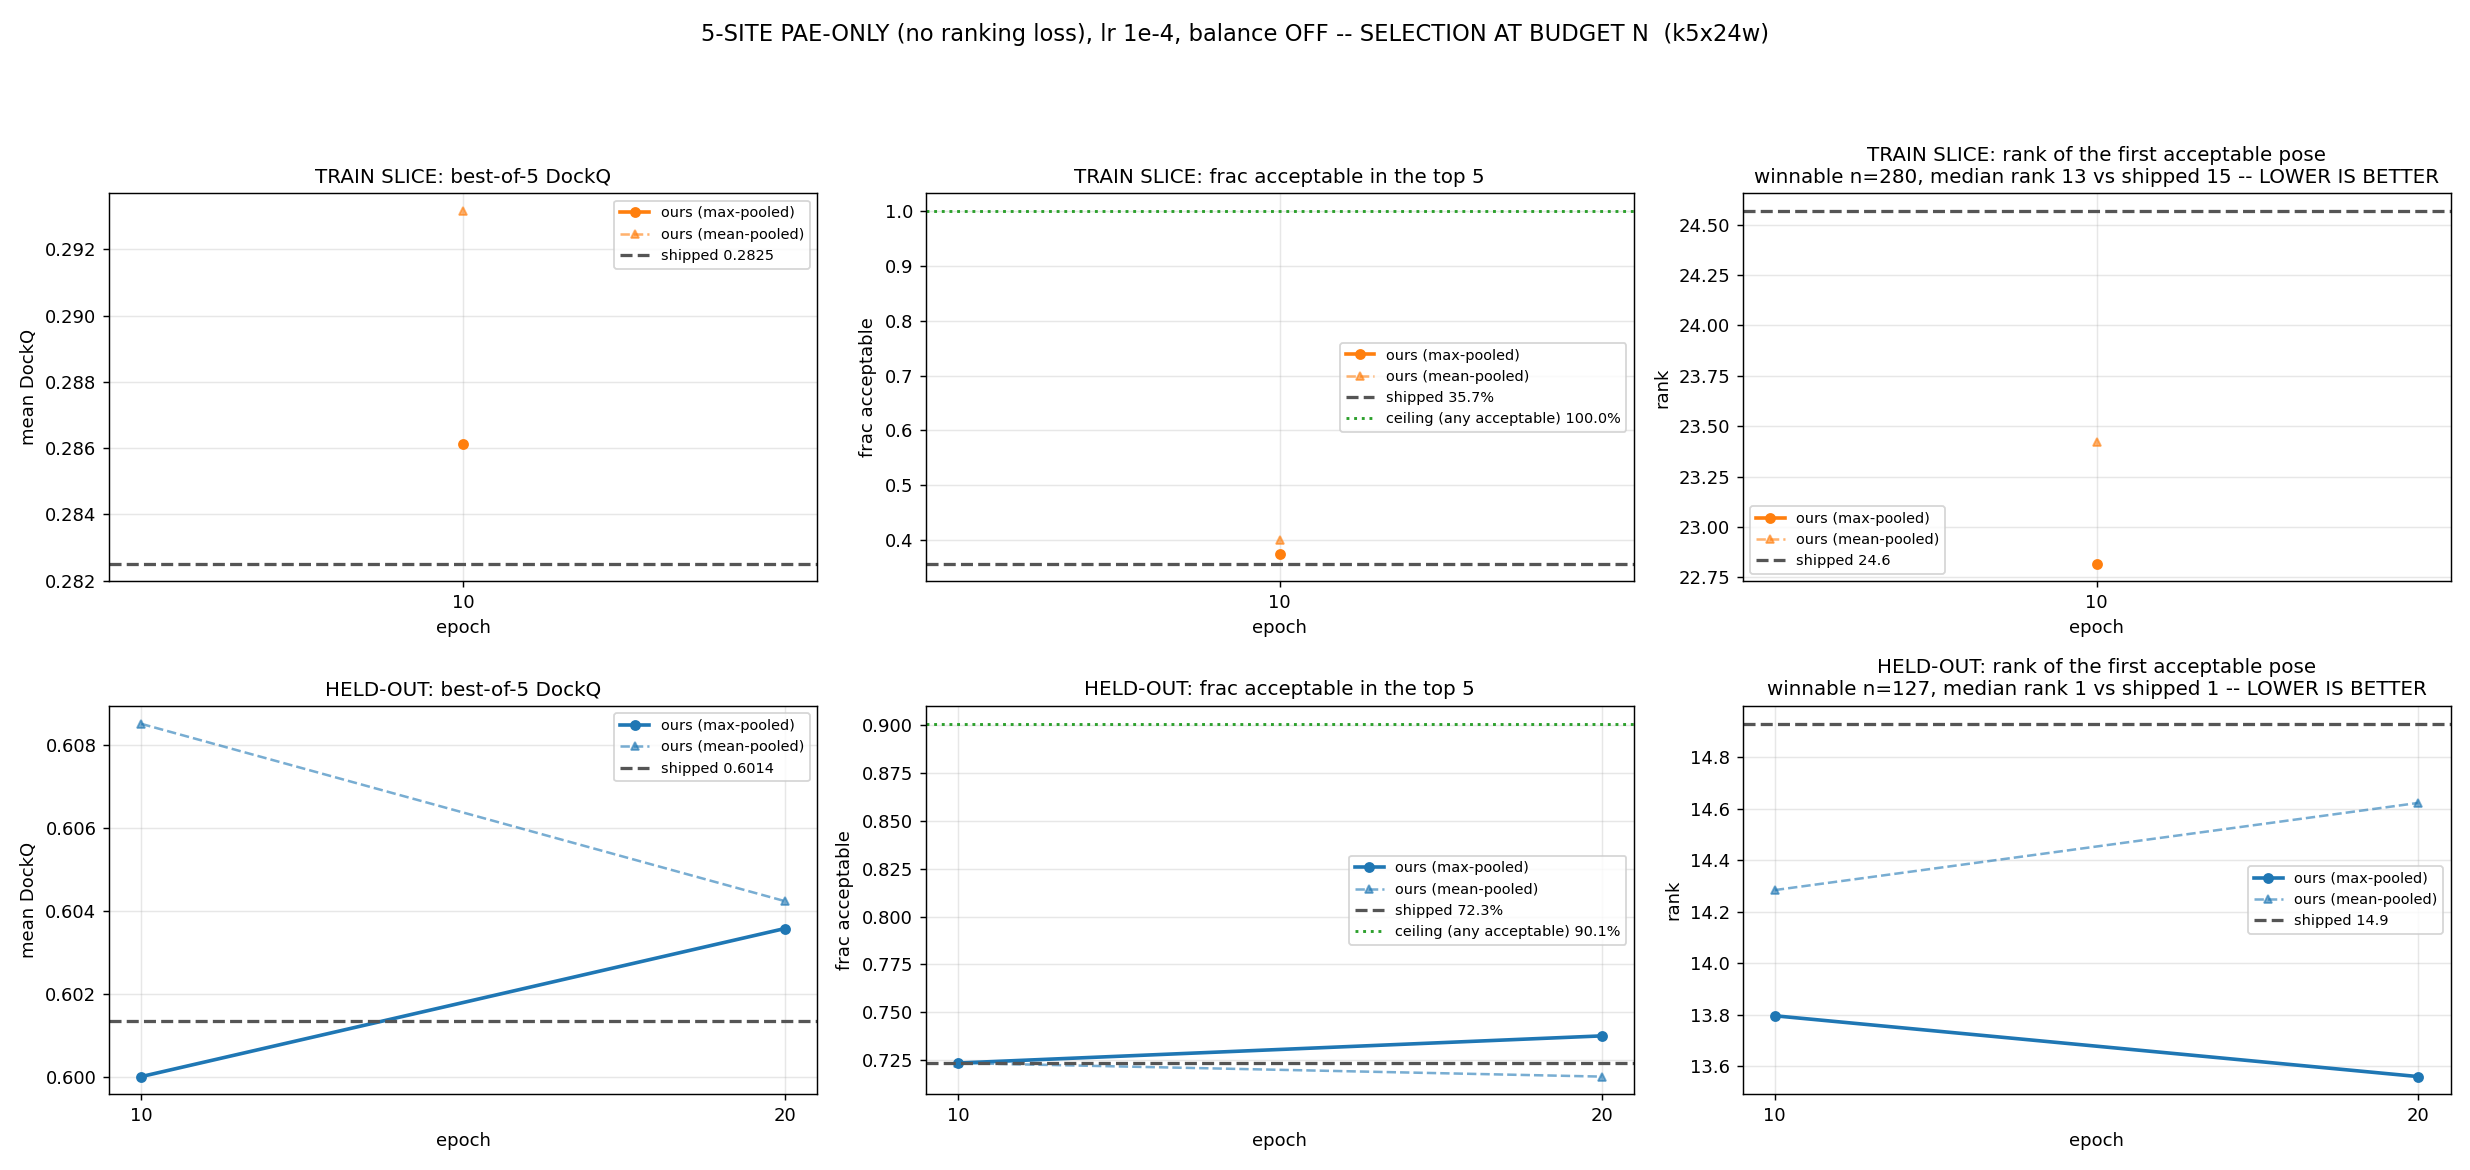 5-SITE PAE-ONLY (no ranking loss), lr 1e-4, balance OFF -- SELECTION AT BUDGET N  (k5x24w)
TRAIN SLICE: best-of-5 DockQ
mean DockQ
0.292
0.290
0.288
0.286
0.284
0.282
ours (max-pooled)
ours (mean-pooled)
shipped 0.2825
10
epoch
TRAIN SLICE: frac acceptable in the top 5
frac acceptable
1.0
0.9
0.8
0.7
0.6
0.5
0.4
ours (max-pooled)
ours (mean-pooled)
shipped 35.7%
ceiling (any acceptable) 100.0%
10
epoch
TRAIN SLICE: rank of the first acceptable pose
winnable n=280, median rank 13 vs shipped 15 -- LOWER IS BETTER
rank
24.50
24.25
24.00
23.75
23.50
23.25
23.00
22.75
ours (max-pooled)
ours (mean-pooled)
shipped 24.6
10
epoch
HELD-OUT: best-of-5 DockQ
mean DockQ
0.608
0.606
0.604
0.602
0.600
ours (max-pooled)
ours (mean-pooled)
shipped 0.6014
10
20
epoch
HELD-OUT: frac acceptable in the top 5
frac acceptable
0.900
0.875
0.850
0.825
0.800
0.775
0.750
0.725
ours (max-pooled)
ours (mean-pooled)
shipped 72.3%
ceiling (any acceptable) 90.1%
10
20
epoch
HELD-OUT: rank of the first acceptable pose
winnable n=127, median rank 1 vs shipped 1 -- LOWER IS BETTER
rank
14.8
14.6
14.4
14.2
14.0
13.8
13.6
ours (max-pooled)
ours (mean-pooled)
shipped 14.9
10
20
epoch